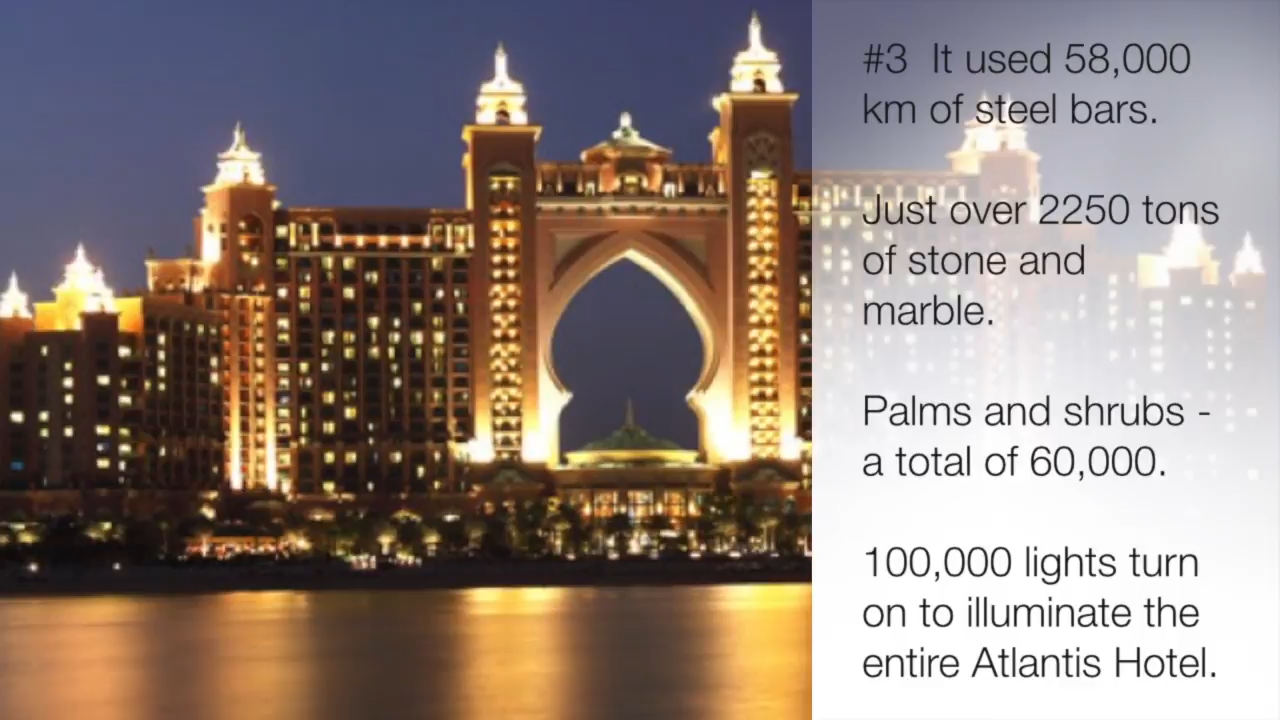 #3 It used 58,000
km of steel bars.
Just over 2250 tons
of stone and
marble.
Palms and shrubs -
a total of 60,000.
100,000 lights turn
on to illuminate the
entire Atlantis Hotel.